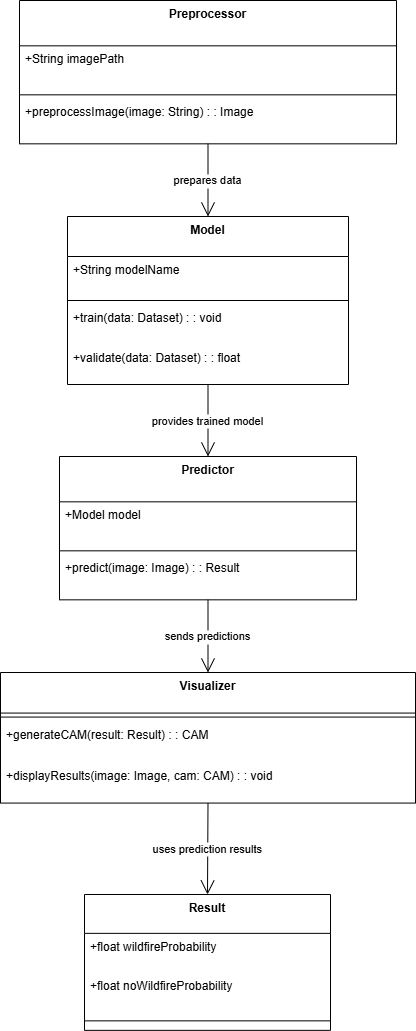 Preprocessor
+String imagePath
+preprocessImage(image: String) : : Image
prepares data
Model
+String modelName
+train(data: Dataset) : : void
+validate(data: Dataset) : : float
provides trained model
Predictor
+Model model
+predict(image: Image) : : Result
sends predictions
Visualizer
+generateCAM(result: Result) : : CAM
+displayResults(image: Image, cam: CAM) : : void
uses prediction results
Result
+float wildfireProbability
+float noWildfireProbability